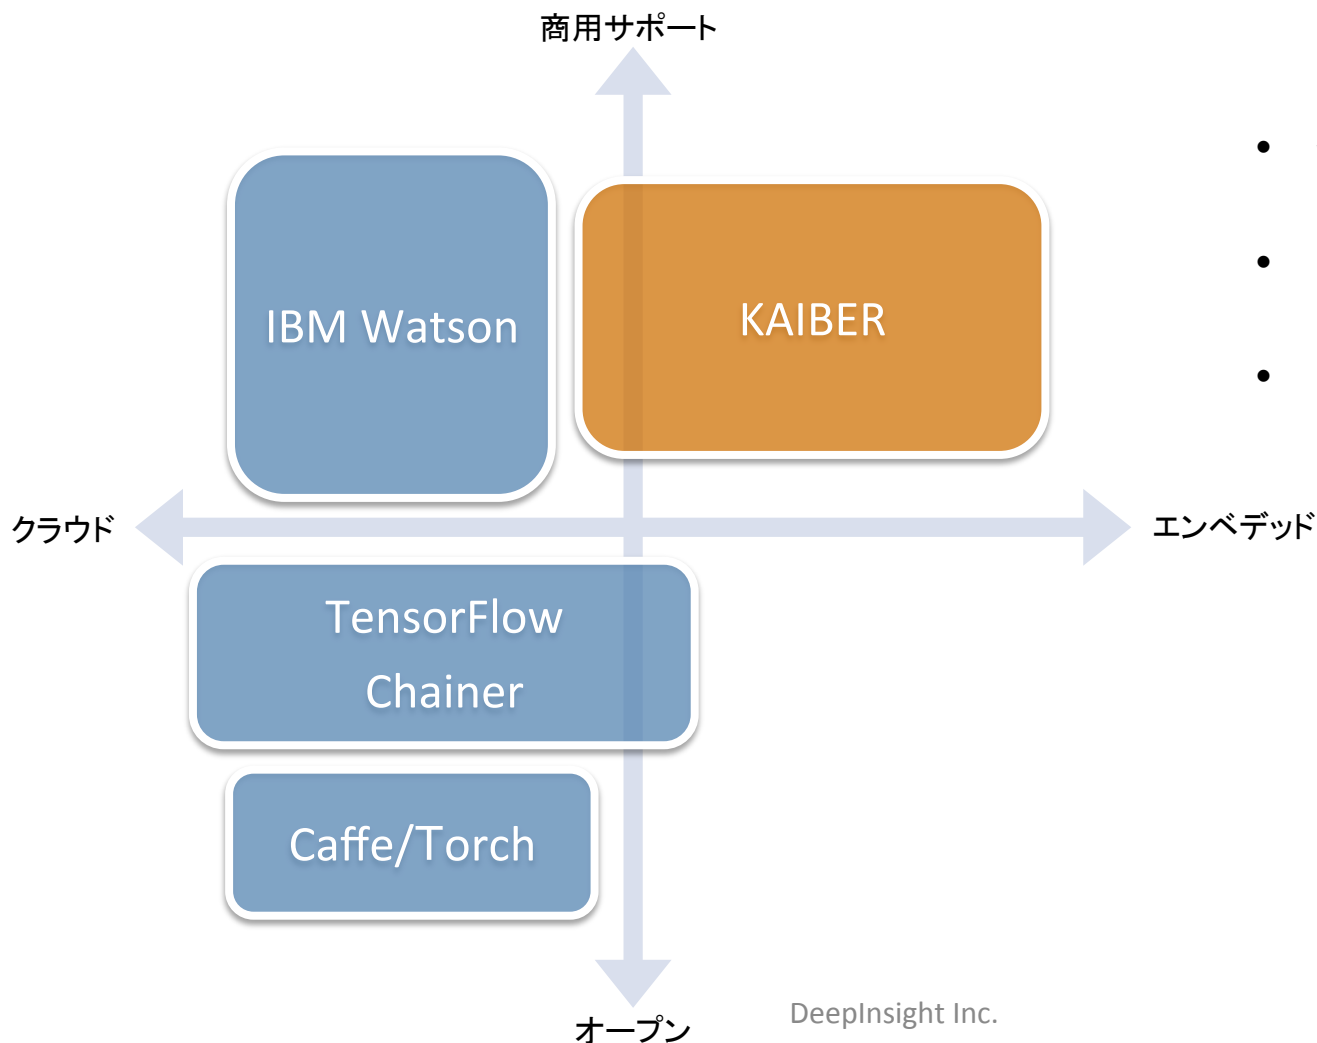 商用サポート
IBM Watson
KAIBER
クラウド
エンベデッド
TensorFlow
Chainer
Caffe/Torch
オープン
DeepInsight Inc.